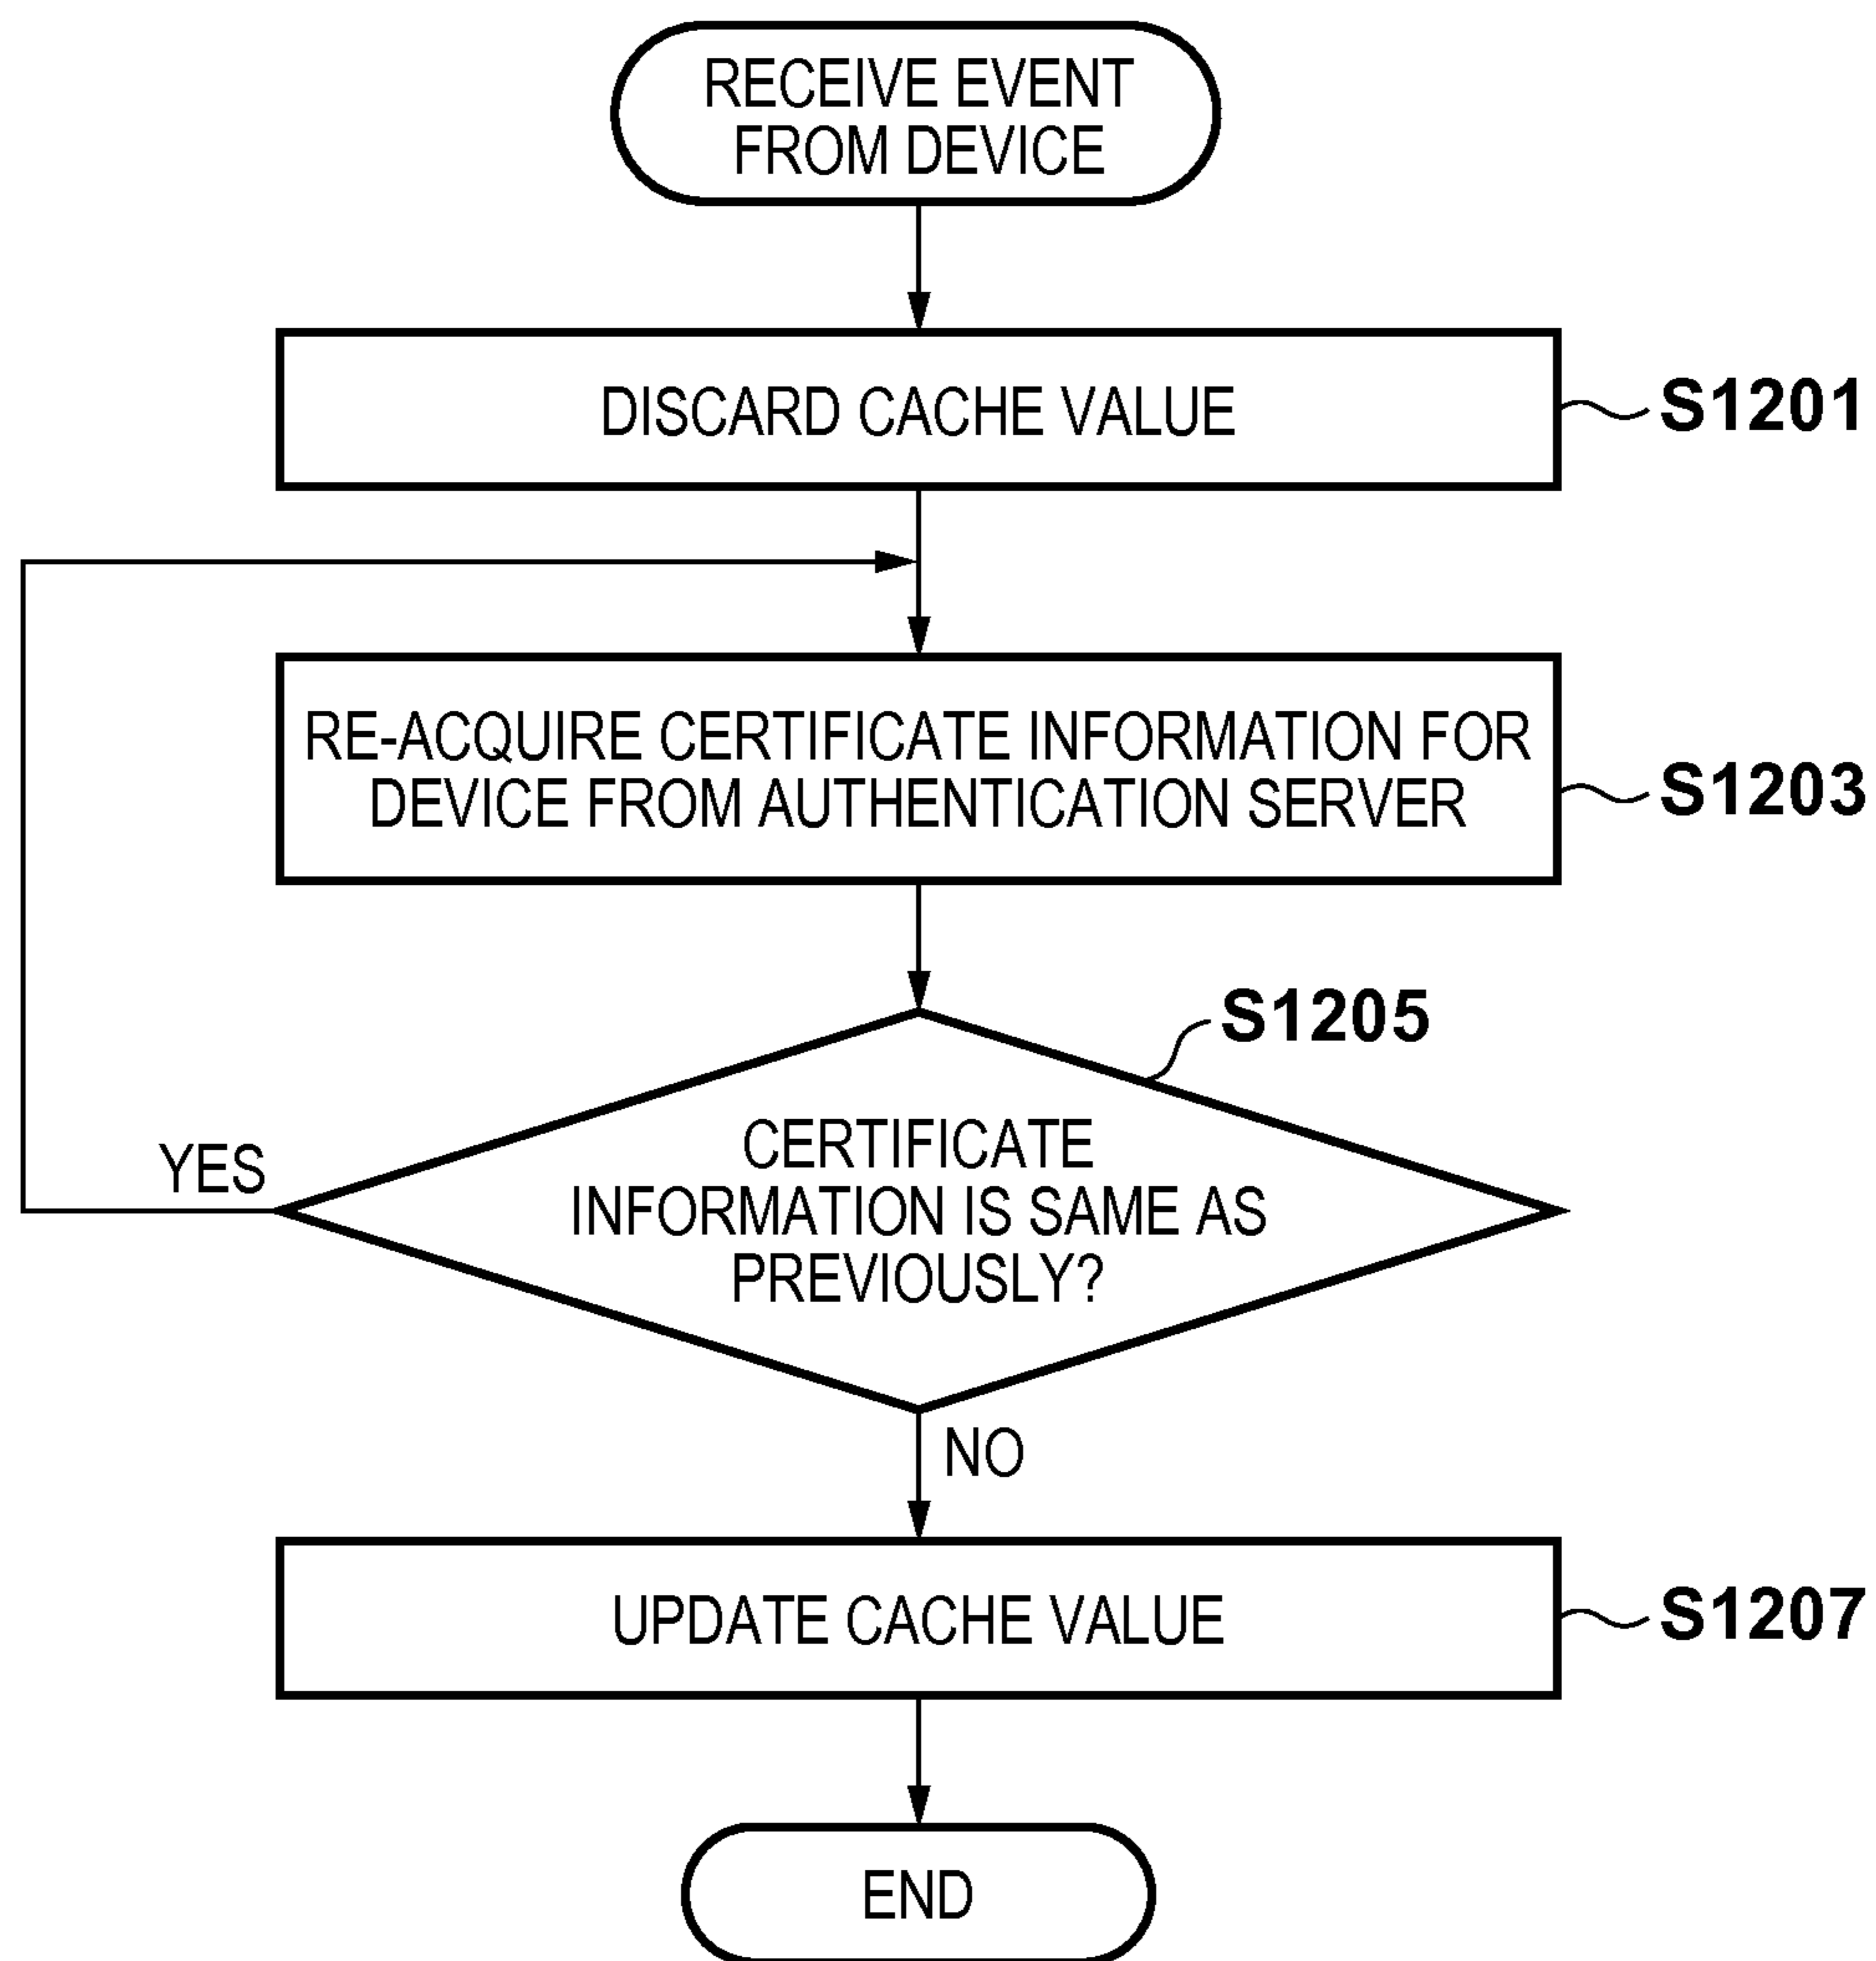 RECEIVE EVENT
FROM DEVICE
DISCARD CACHE VALUE
S1201
RE-ACQUIRE CERTIFICATE INFORMATION FOR
DEVICE FROM AUTHENTICATION SERVER
S1203
S1205
CERTIFICATE
INFORMATION IS SAME AS
PREVIOUSLY?
YES
NO
UPDATE CACHE VALUE
S1207
END